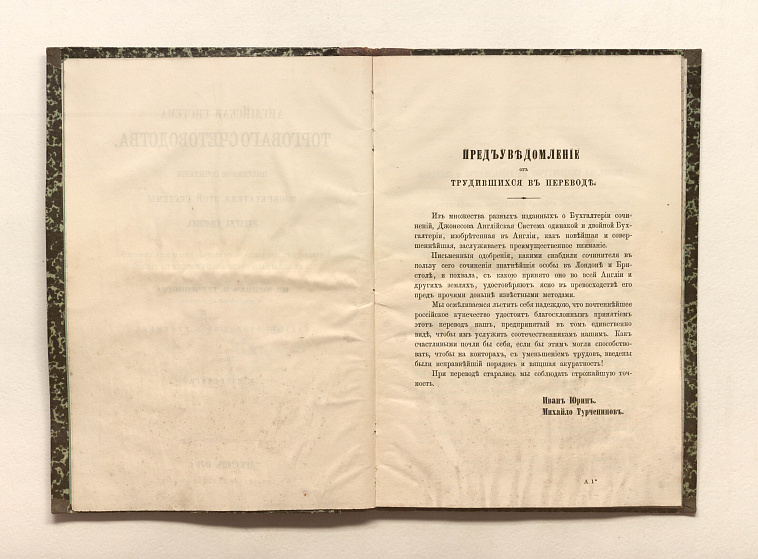 ПРЕДЪУВѢДОМЛЕНІЕ
отъ
ТРУДИВШИХСЯ ВЪ ПЕРЕВОДѢ.
Изъ множества разныхъ изданныхъ о Бухгалтеріи сочи-
неній, Джонесова Англійская Система одинакой и двойной Бух-
галтеріи, изобрѣтенная въ Англіи, какъ новѣйшая и совер-
шеннѣйшая, заслуживаетъ преимущественное вниманіе.
Письменныя одобренія, какими снабдили сочинителя въ
пользу сего сочиненія знатнѣйшія особы въ Лондонѣ и Бри-
столѣ, и похвала, съ какою принято оно во всей Англіи и
другихъ земляхъ, удостовѣряютъ ясно въ превосходствѣ его
предъ прочими донынѣ извѣстными методами.
Мы осмѣливаемся льстить себя надеждою, что почтеннѣйшее
россійское купечество удостоитъ благосклоннымъ принятіемъ
этотъ переводъ нашъ, предпринятый въ томъ единственно
видѣ, чтобы имъ услужить соотечественникамъ нашимъ. Какъ
счастливыми почли бы себя, если бы этимъ могли способство-
вать, чтобы на конторахъ, съ уменьшеніемъ трудовъ, введены
были исправнѣйшій порядокъ и вящшая акуратность!
При переводѣ старались мы соблюдать строжайшую точ-
ность.
Иванъ Юринъ.
Михайло Турчениновъ.
А 1*
АНГЛІЙСКАЯ СИСТЕМА
ТОРГОВАГО СЧЕТОВОДСТВА,